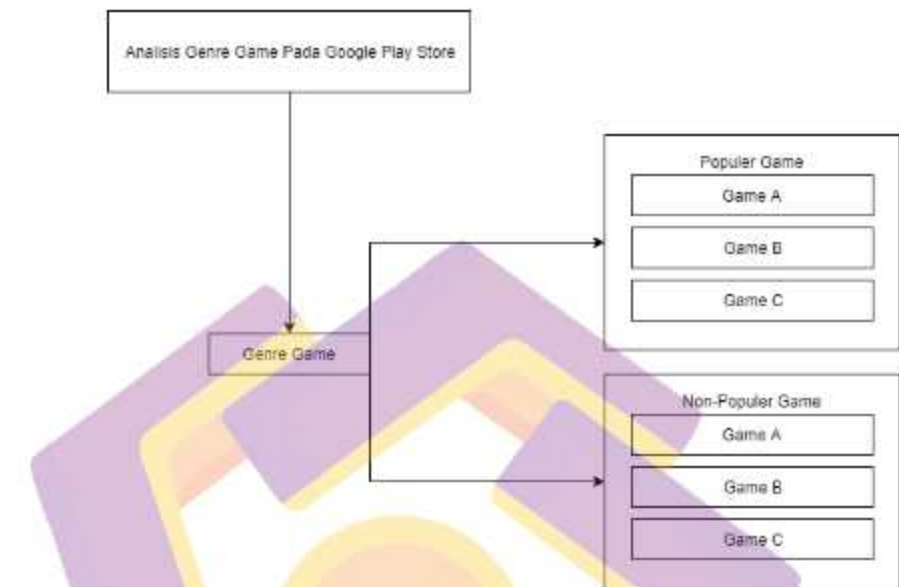 Analisis Genre Game Pada Google Play Store
Populer Game
Game A
Game B
Game C
Genre Game
Non-Populer Game
Game A
Game B
Game C